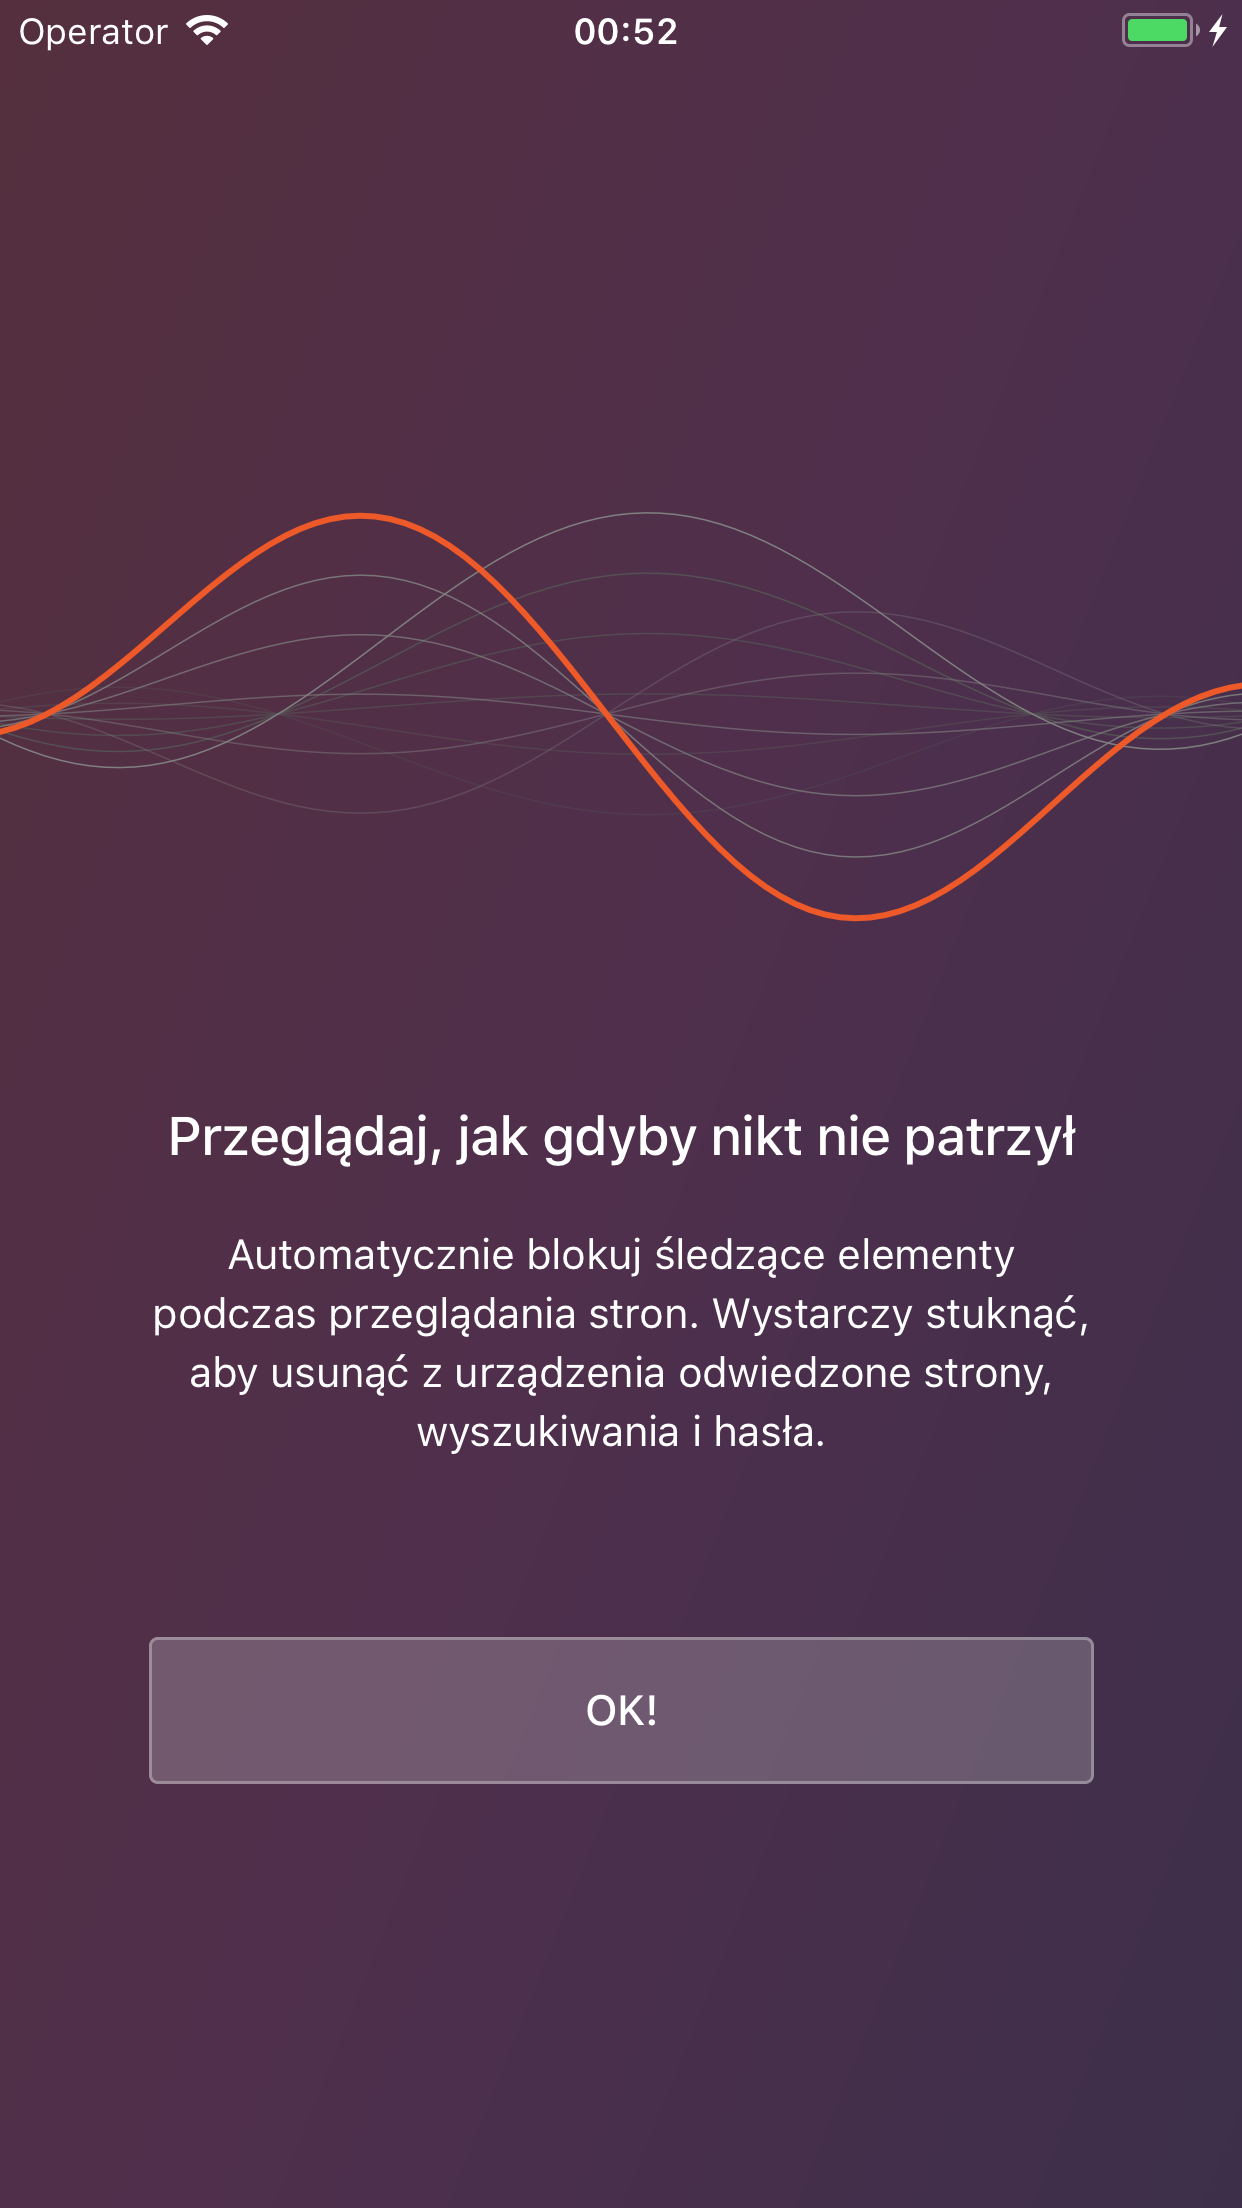 Operator
00:52
Przeglądaj, jak gdyby nikt nie patrzył
Automatycznie blokuj śledzące elementy
podczas przeglądania stron. Wystarczy stuknąć,
aby usunąć z urządzenia odwiedzone strony,
wyszukiwania i hasła.
OK!